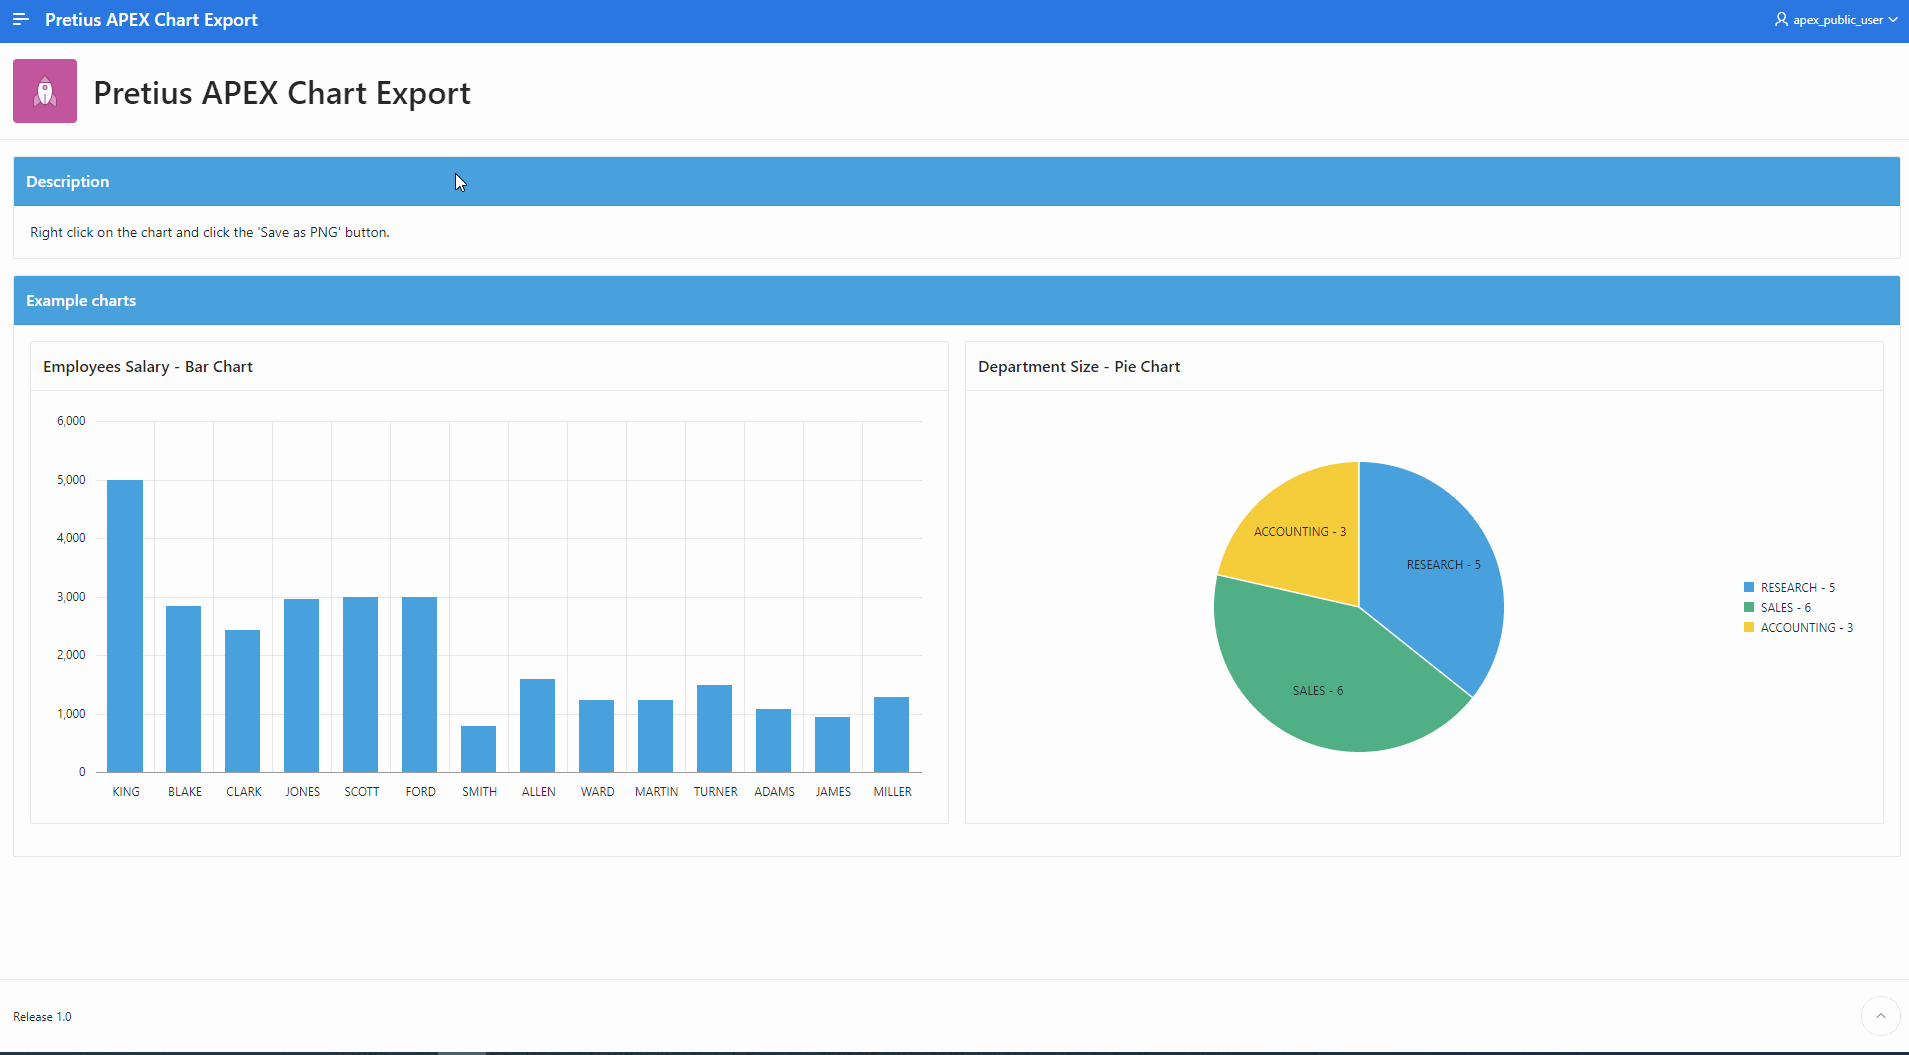 Pretius APEX Chart Export
apex_public_user
Pretius APEX Chart Export
Description
Right click on the chart and click the 'Save as PNG' button.
Example charts
Employees Salary - Bar Chart
6,000
5,000
4,000
3,000
2,000
1,000
0
KING BLAKE CLARK JONES SCOTT FORD SMITH ALLEN WARD MARTIN TURNER ADAMS JAMES MILLER
Department Size - Pie Chart
ACCOUNTING - 3
RESEARCH - 5
SALES - 6
RESEARCH - 5
SALES - 6
ACCOUNTING - 3
Release 1.0